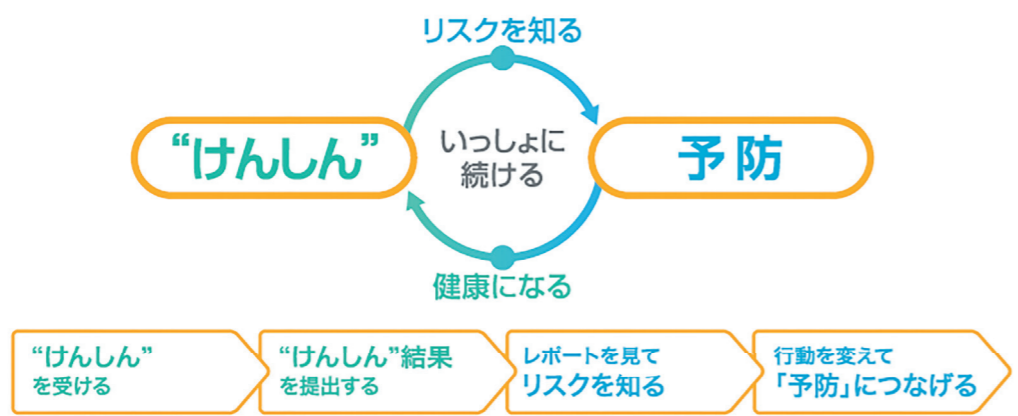 リスクを知る
“けんしん”
いっしょに
続ける
予防
健康になる
“けんしん”
を受ける
“けんしん”結果
を提出する
レポートを見て
リスクを知る
行動を変えて
「予防」につなげる